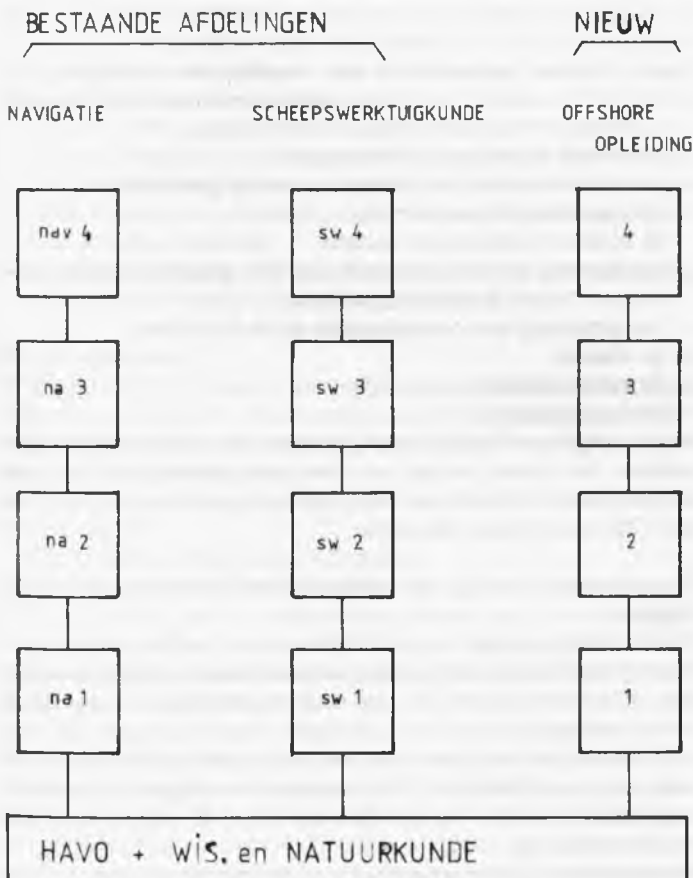 BESTAANDE AFDELINGEN NIEUW
NAVIGATIE SCHEEPSWERKTUIGKUNDE OFFSHORE
OPLEIDING
nav 4 sw 4 4
na 3 sw 3 3
na 2 sw 2 2
na 1 sw 1 1
HAVO + WIS. en NATUURKUNDE